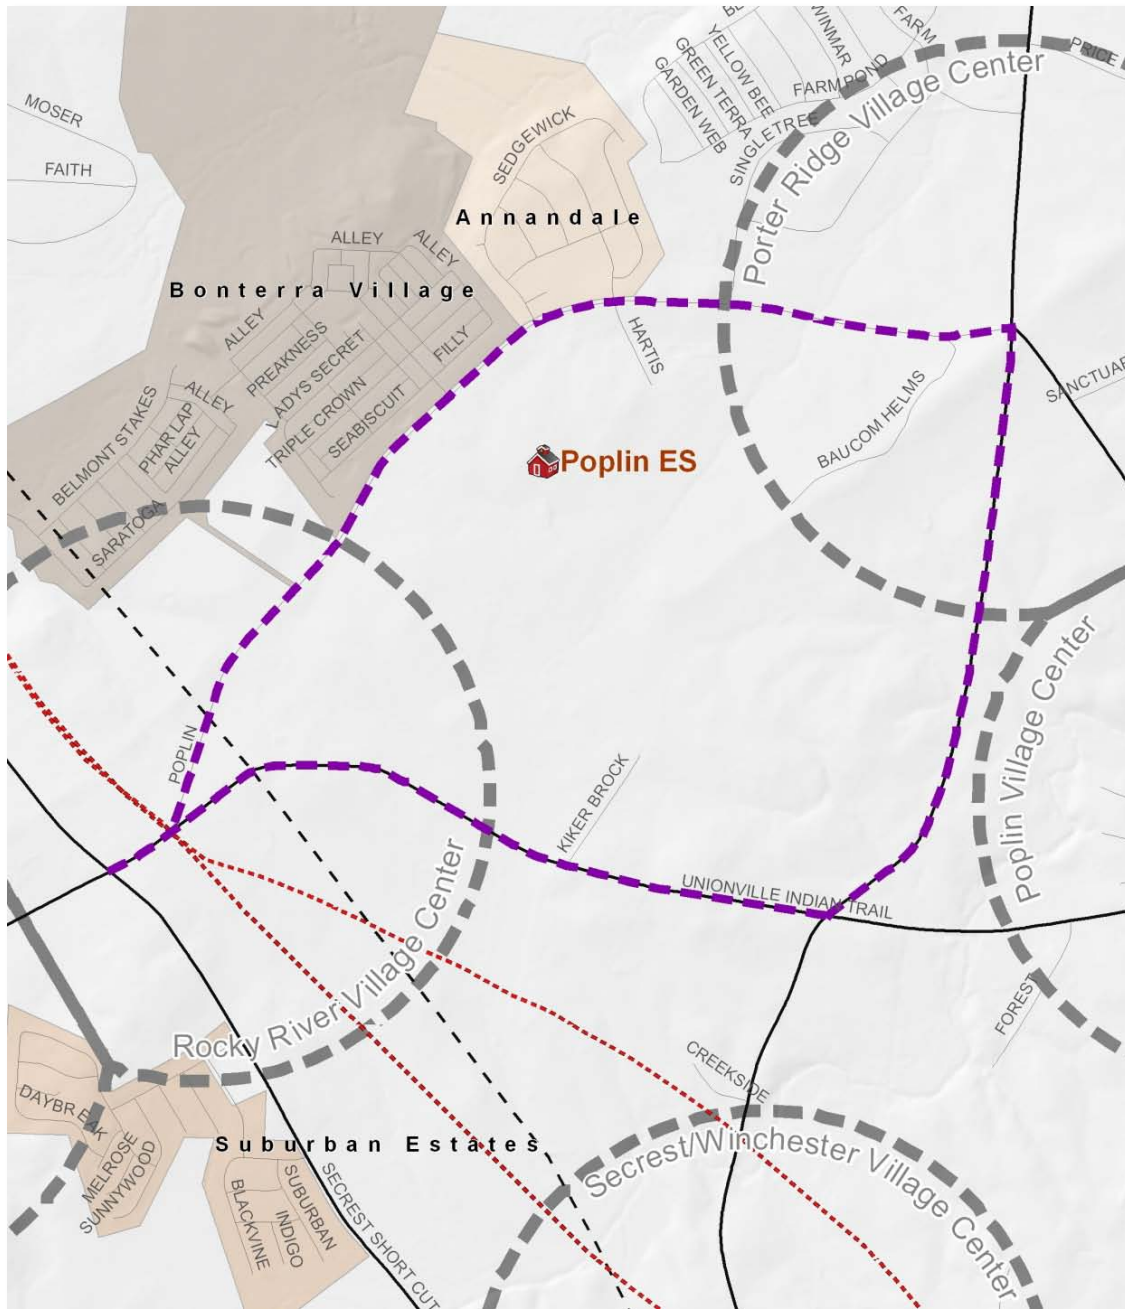 MOSER
FAITH
SEDGEWICK
GARDEN WEB
GREEN TERRA
YELLOW BEE
WINMAR
FARM
FARM POND
SINGLETREE
PRICE
Porter Ridge Village Center
Annandale
ALLEY
ALLEY
Bonterra Village
ALLEY
PREAKNESS
LADYS SECRET
FILLY
TRIPLE CROWN
SEABISCUIT
HARTIS
BELMONT STAKES
ALLEY
PHAR LAP
ALLEY
SARATOGA
BAUCOM HELMS
SANCTUAR
Poplin ES
POPLIN
KIKER BROCK
UNIONVILLE INDIAN TRAIL
Poplin Village Center
Rocky River Village Center
FOREST
CREEKSIDE
DAYBREAK
MELROSE
SUNNYWOOD
Suburban Estates
BLACKVINE
INDIGO
SUBURBAN
SECREST SHORT CUT
Secrest/Winchester Village Center